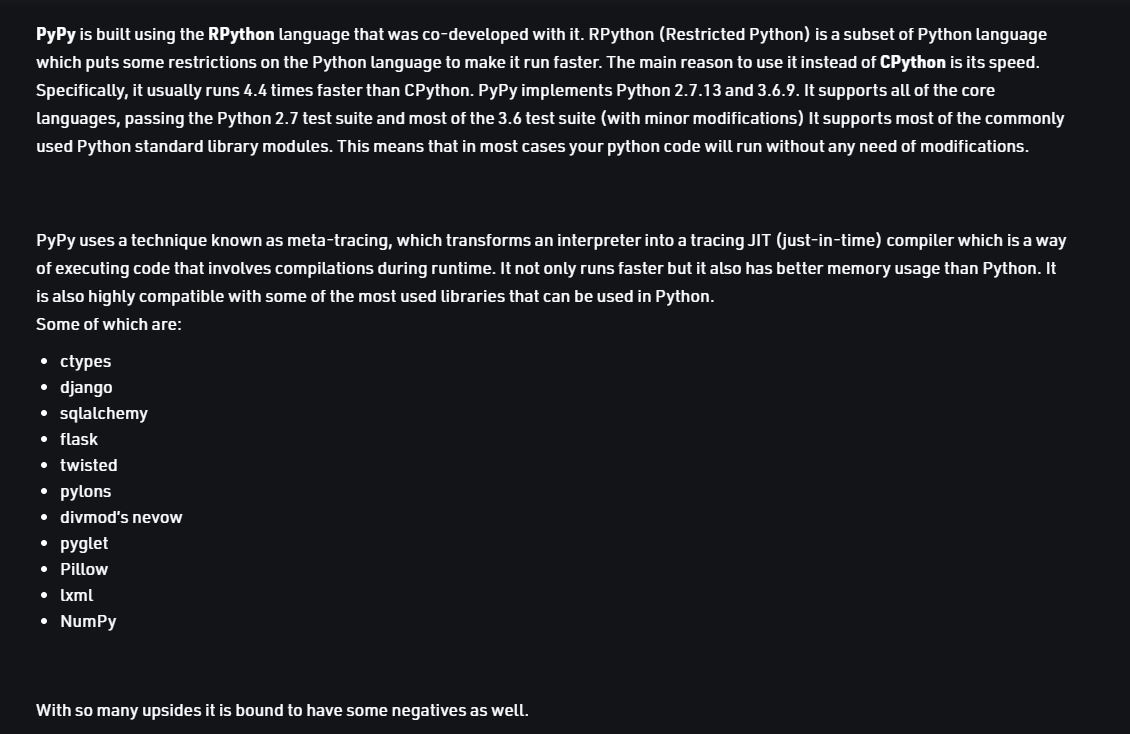 PyPy is built using the RPython language that was co-developed with it. RPython (Restricted Python) is a subset of Python language
which puts some restrictions on the Python language to make it run faster. The main reason to use it instead of CPython is its speed.
Specifically, it usually runs 4.4 times faster than CPython. PyPy implements Python 2.7.13 and 3.6.9. It supports all of the core
languages, passing the Python 2.7 test suite and most of the 3.6 test suite (with minor modifications) It supports most of the commonly
used Python standard library modules. This means that in most cases your python code will run without any need of modifications.
PyPy uses a technique known as meta-tracing, which transforms an interpreter into a tracing JIT (just-in-time) compiler which is a way
of executing code that involves compilations during runtime. It not only runs faster but it also has better memory usage than Python. It
is also highly compatible with some of the most used libraries that can be used in Python.
Some of which are:
• ctypes
• django
• sqlalchemy
• flask
• twisted
• pylons
• divmod's nevow
• pyglet
• Pillow
• lxml
• NumPy
With so many upsides it is bound to have some negatives as well.